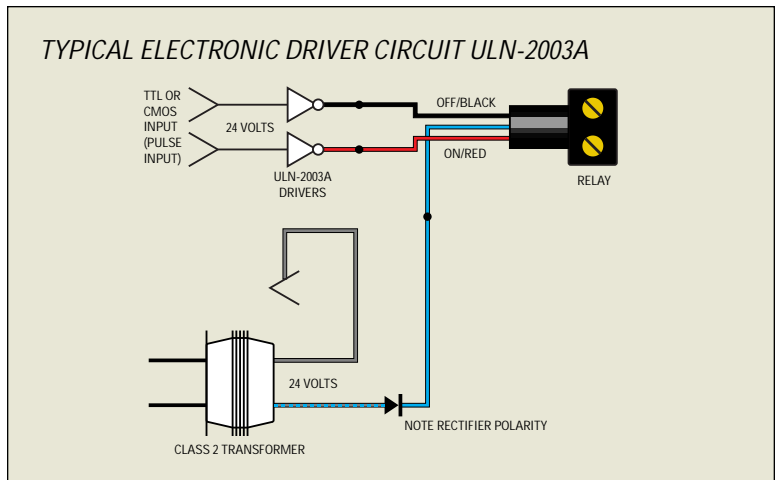 TYPICAL ELECTRONIC DRIVER CIRCUIT ULN-2003A
TTL OR
CMOS
INPUT
(PULSE
INPUT)
24 VOLTS
OFF/BLACK
ON/RED
ULN-2003A
DRIVERS
RELAY
24 VOLTS
NOTE RECTIFIER POLARITY
CLASS 2 TRANSFORMER